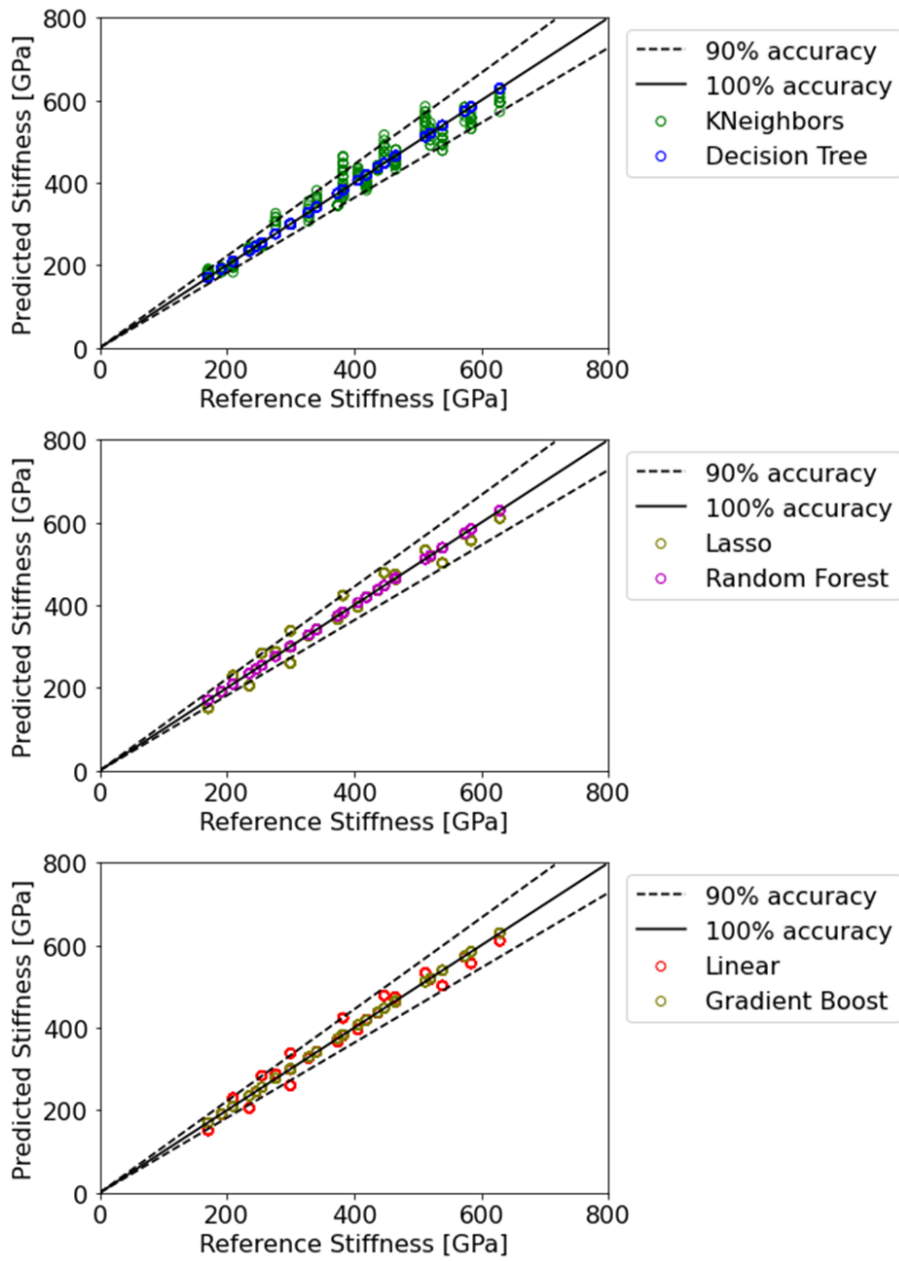 800
600
400
200
0
Predicted Stiffness [GPa]
0 200 400 600 800
Reference Stiffness [GPa]
90% accuracy
100% accuracy
KNeighbors
Decision Tree
800
600
400
200
0
Predicted Stiffness [GPa]
0 200 400 600 800
Reference Stiffness [GPa]
90% accuracy
100% accuracy
Lasso
Random Forest
800
600
400
200
0
Predicted Stiffness [GPa]
0 200 400 600 800
Reference Stiffness [GPa]
90% accuracy
100% accuracy
Linear
Gradient Boost